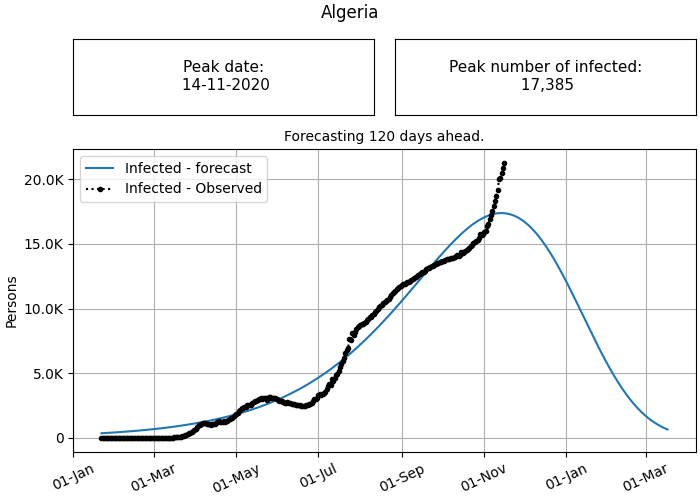 Algeria
Peak date:
14-11-2020
Peak number of infected:
17,385
Forecasting 120 days ahead.
Infected - forecast
Infected - Observed
Persons
20.0K
15.0K
10.0K
5.0K
0
01-Jan
01-Mar
01-May
01-Jul
01-Sep
01-Nov
01-Jan
01-Mar